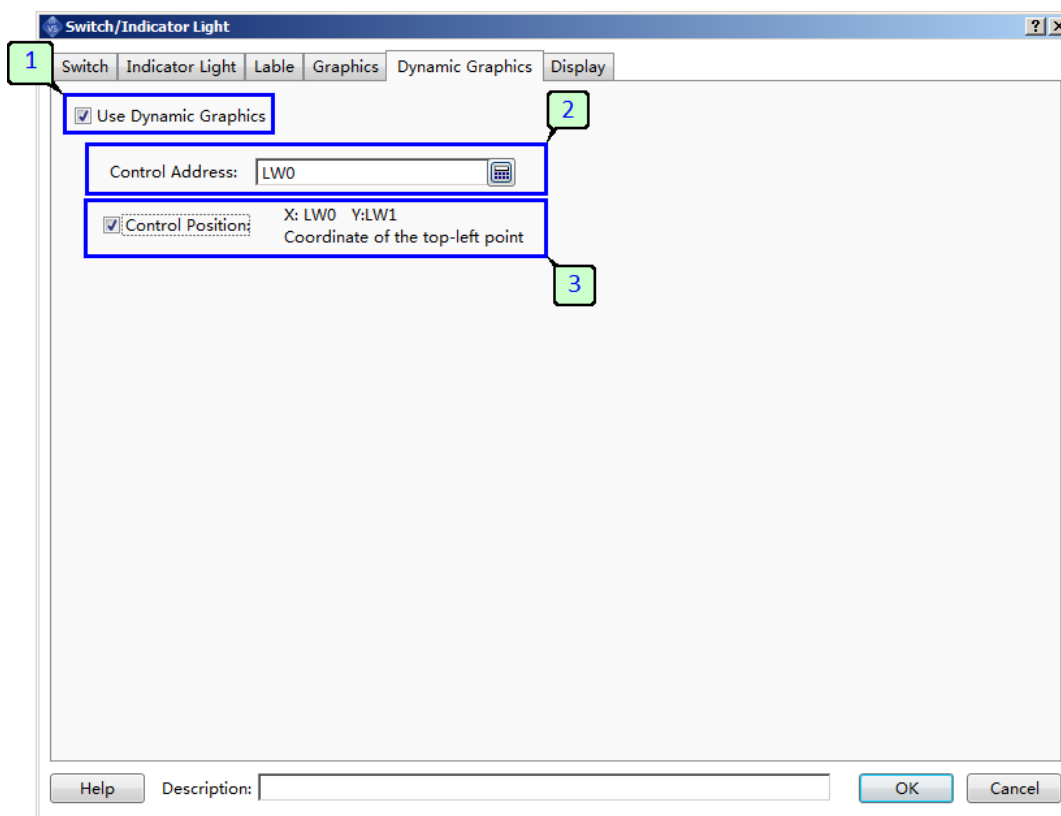 VS Switch/Indicator Light ?
1
Switch Indicator Light Lable Graphics Dynamic Graphics Display
Use Dynamic Graphics
2
Control Address: LW0
Control Position: X: LW0 Y:LW1
Coordinate of the top-left point
3
Help Description: OK Cancel